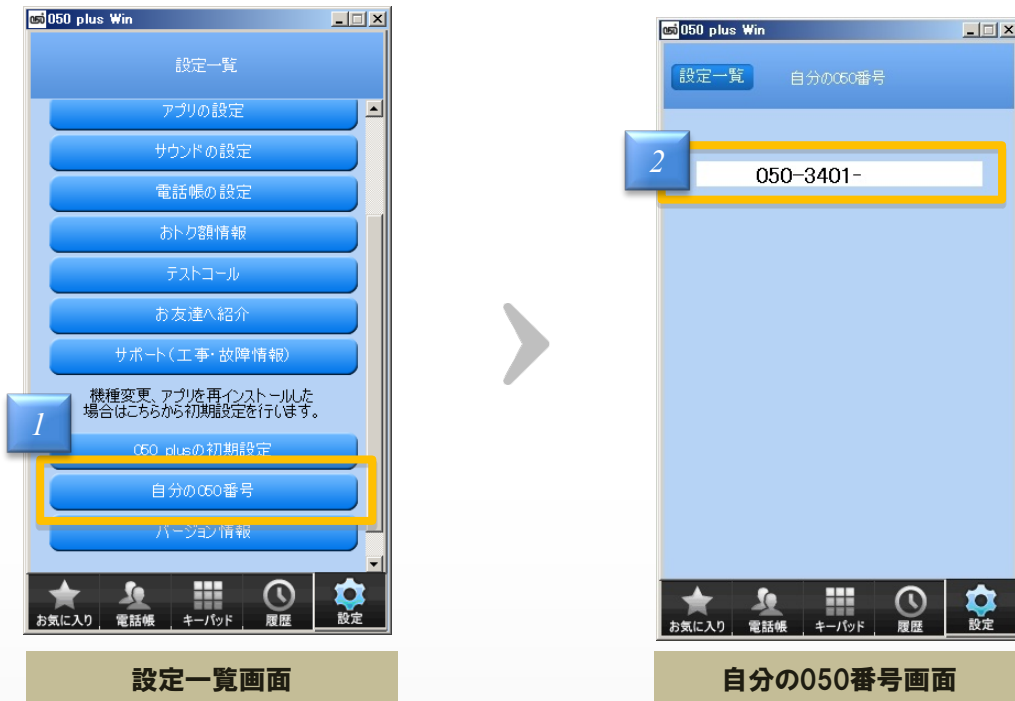 050 050 plus Win
設定一覧
アプリの設定
サウンドの設定
電話帳の設定
おトク額情報
テストコール
お友達へ紹介
サポート(工事・故障情報)
機種変更、アプリを再インストールした
場合はこちらから初期設定を行います。
1
050 plusの初期設定
自分の050番号
バージョン情報
お気に入り 電話帳 キーパッド 履歴 設定
設定一覧画面
050 050 plus Win
設定一覧 自分の050番号
2
050-3401-
お気に入り 電話帳 キーパッド 履歴 設定
自分の050番号画面